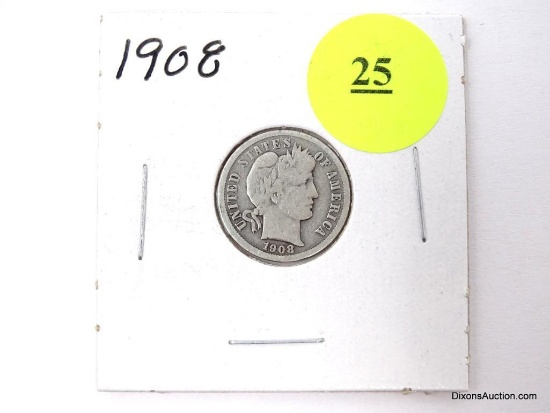 1908
25
UNITED STATES OF AMERICA
1908
DixonsAuction.com